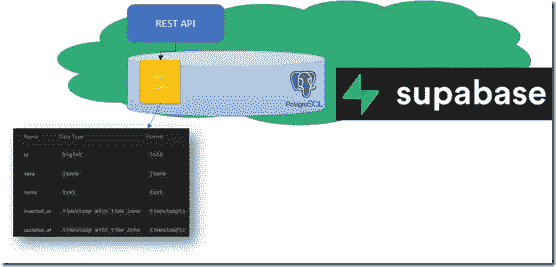 REST API
PostgreSQL
supabase
Name Data Type Format
id bigint int8
data jsonb jsonb
name text text
inserted_at timestamp with time zone timestamptz
updated_at timestamp with time zone timestamptz